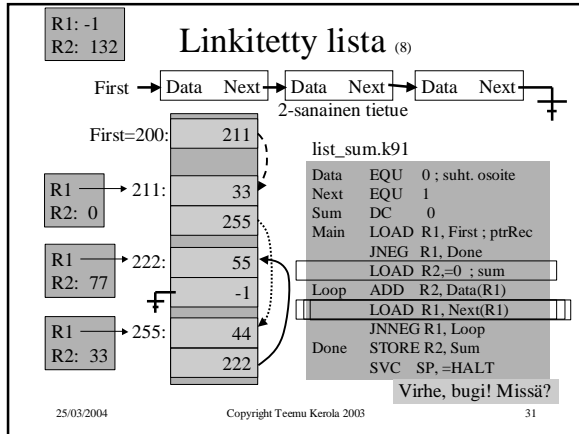 R1: -1
R2: 132
Linkitetty lista (8)
First Data Next Data Next Data Next
2-sanainen tietue
First=200: 211
R1 211: 33
R2: 0
255
R1 222: 55
R2: 77
-1
R1 255: 44
R2: 33
222
list_sum.k91
Data EQU 0 ; suht. osoite
Next EQU 1
Sum DC 0
Main LOAD R1, First ; ptrRec
JNEG R1, Done
LOAD R2,=0 ; sum
Loop ADD R2, Data(R1)
LOAD R1, Next(R1)
JNNEG R1, Loop
Done STORE R2, Sum
SVC SP, =HALT
Virhe, bugi! Missä?
25/03/2004 Copyright Teemu Kerola 2003 31